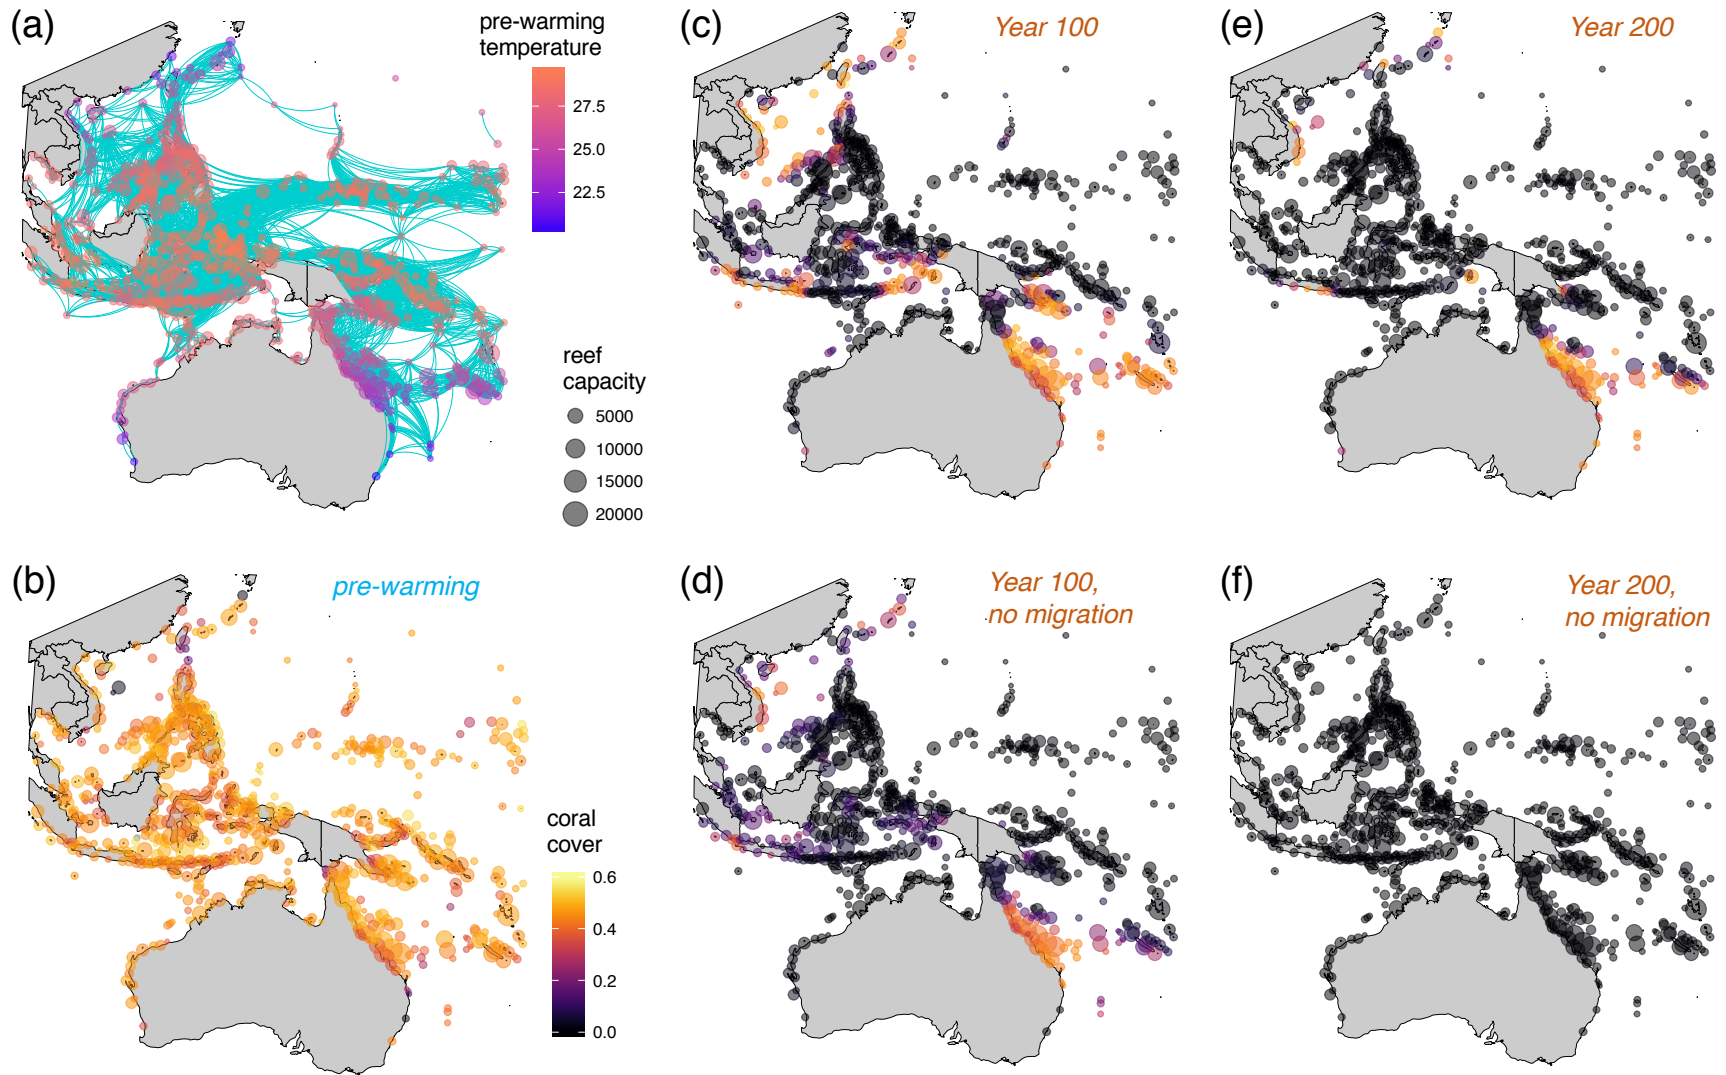 (a)
pre-warming
temperature
27.5
25.0
22.5
reef
capacity
5000
10000
15000
20000
(b)
pre-warming
coral
cover
0.6
0.4
0.2
0.0
(c)
Year 100
(d)
Year 100,
no migration
(e)
Year 200
(f)
Year 200,
no migration